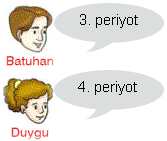 3. periyot
Batuhan
4. periyot
Duygu